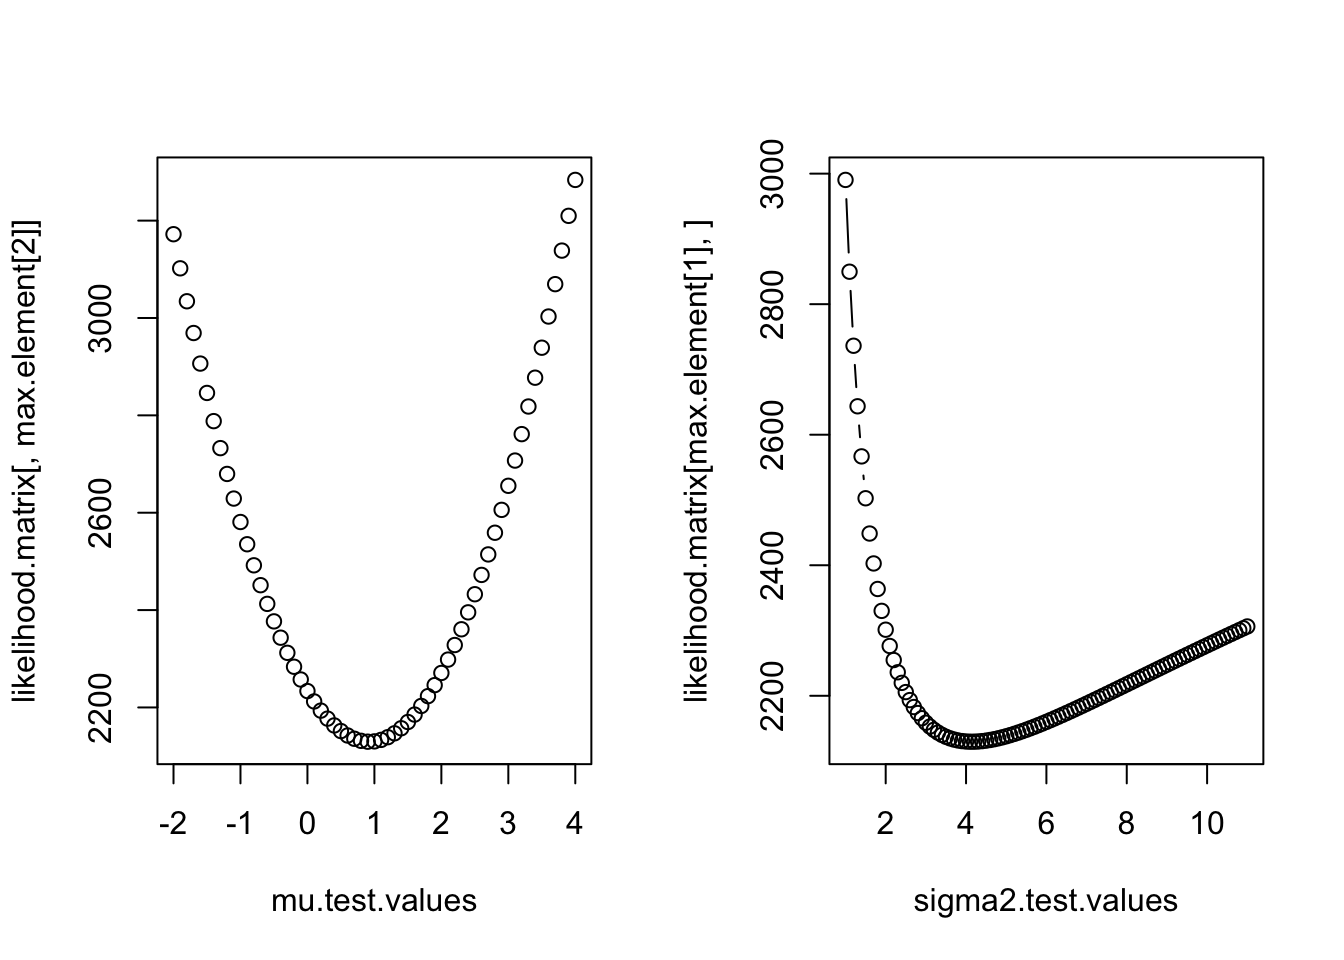 likelihood.matrix[, max.element[2]]
3000
2600
2200
-2 -1 0 1 2 3 4
mu.test.values
likelihood.matrix[max.element[1], ]
3000
2800
2600
2400
2200
2 4 6 8 10
sigma2.test.values